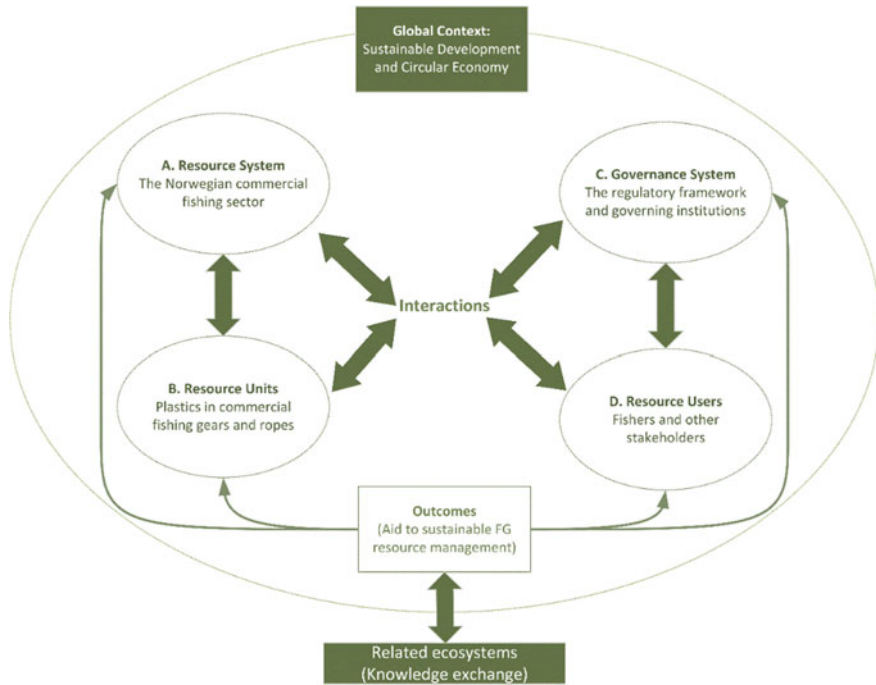 Global Context:
Sustainable Development
and Circular Economy
A. Resource System
The Norwegian commercial
fishing sector
C. Governance System
The regulatory framework
and governing institutions
Interactions
B. Resource Units
Plastics in commercial
fishing gears and ropes
D. Resource Users
Fishers and other
stakeholders
Outcomes
(Aid to sustainable FG
resource management)
Related ecosystems
(Knowledge exchange)